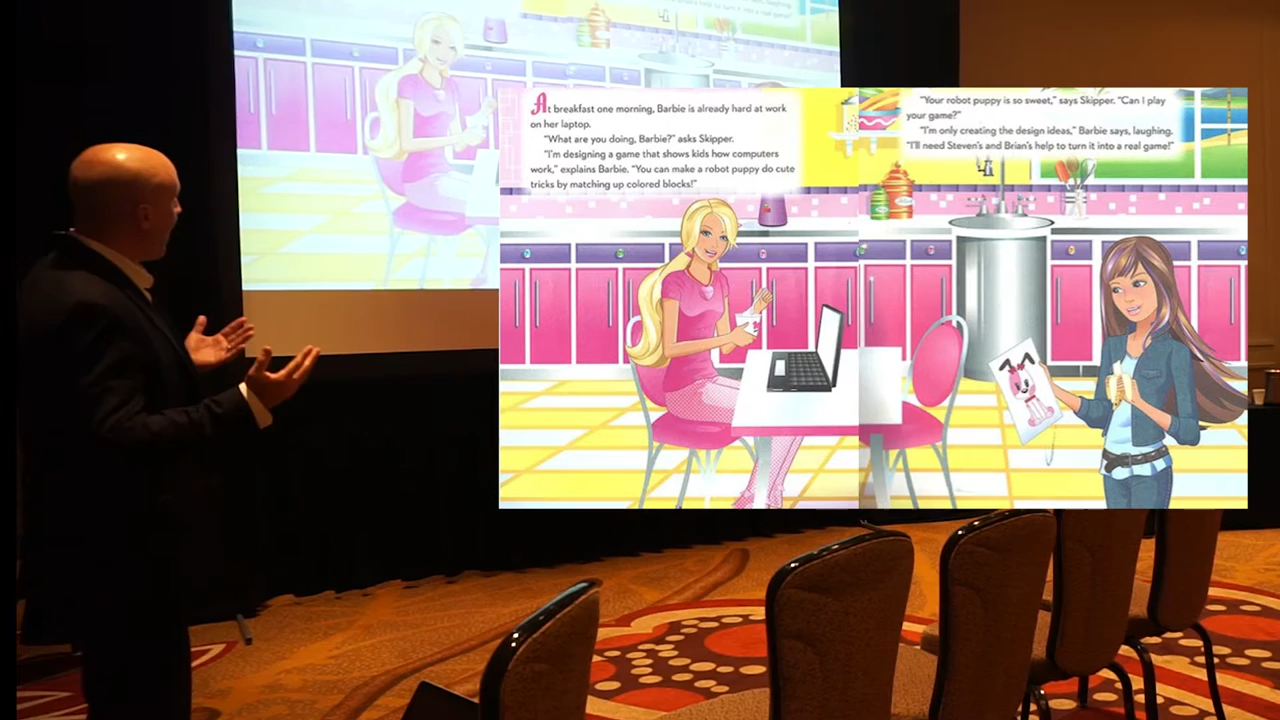 At breakfast one morning, Barbie is already hard at work
on her laptop.
"What are you doing, Barbie?" asks Skipper.
"I'm designing a game that shows kids how computers
work," explains Barbie. "You can make a robot puppy do cute
tricks by matching up colored blocks!"
"Your robot puppy is so sweet," says Skipper. "Can I play
your game?"
"I'm only creating the design ideas," Barbie says, laughing.
"I'll need Steven's and Brian's help to turn it into a real game!"